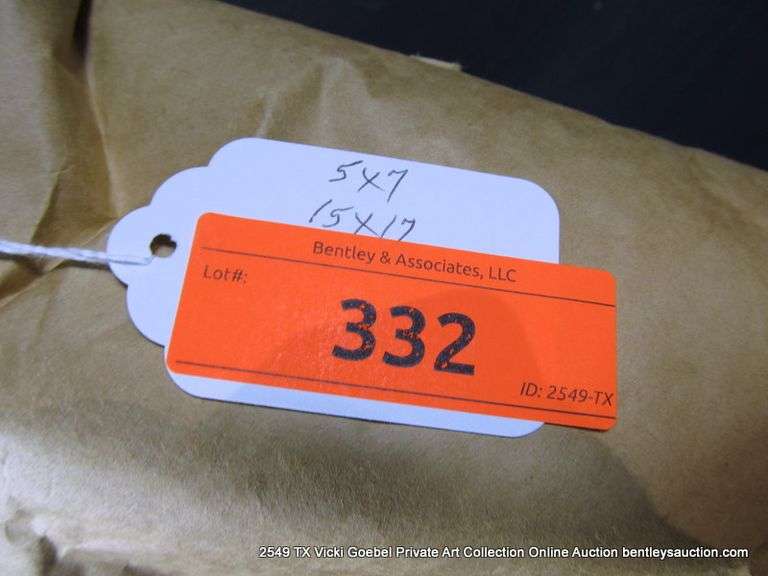 5x7
15x17
Bentley & Associates, LLC
Lot#:
332
ID: 2549-TX
2549 TX Vicki Goebel Private Art Collection Online Auction bentleysauction.com